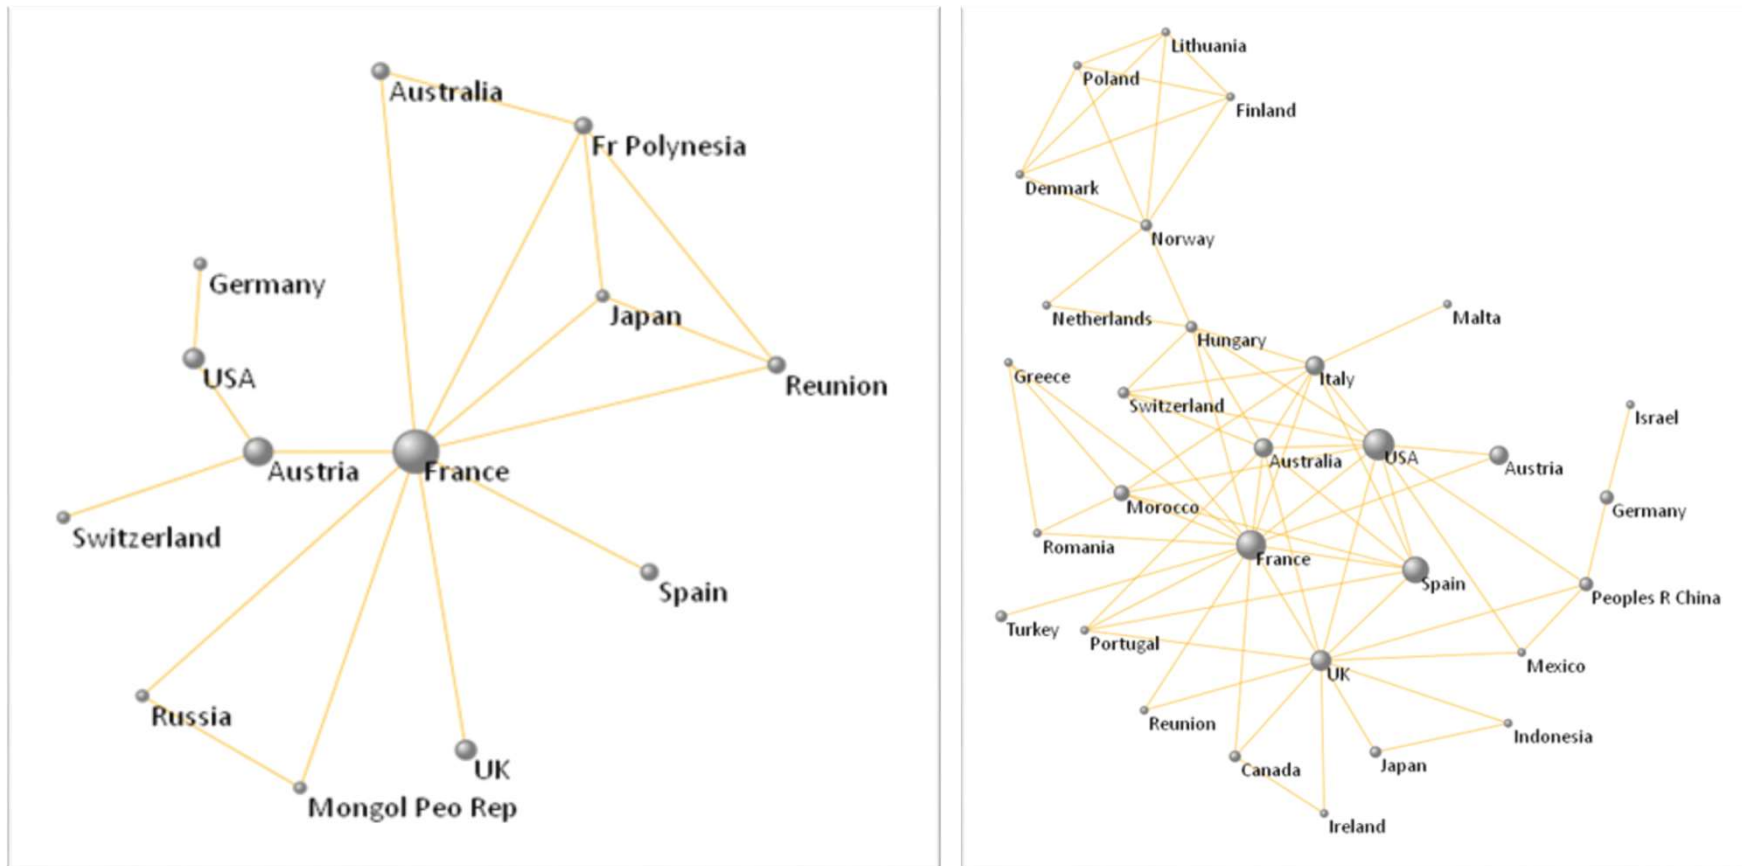 Australia
Fr Polynesia
Germany
Japan
USA
Reunion
Austria
France
Switzerland
Spain
Russia
UK
Mongol Peo Rep
Lithuania
Poland
Finland
Denmark
Norway
Netherlands
Malta
Hungary
Greece
Italy
Switzerland
Israel
Australia
USA
Austria
Morocco
Germany
Romania
France
Spain
Peoples R China
Turkey
Portugal
Mexico
UK
Reunion
Indonesia
Canada
Japan
Ireland